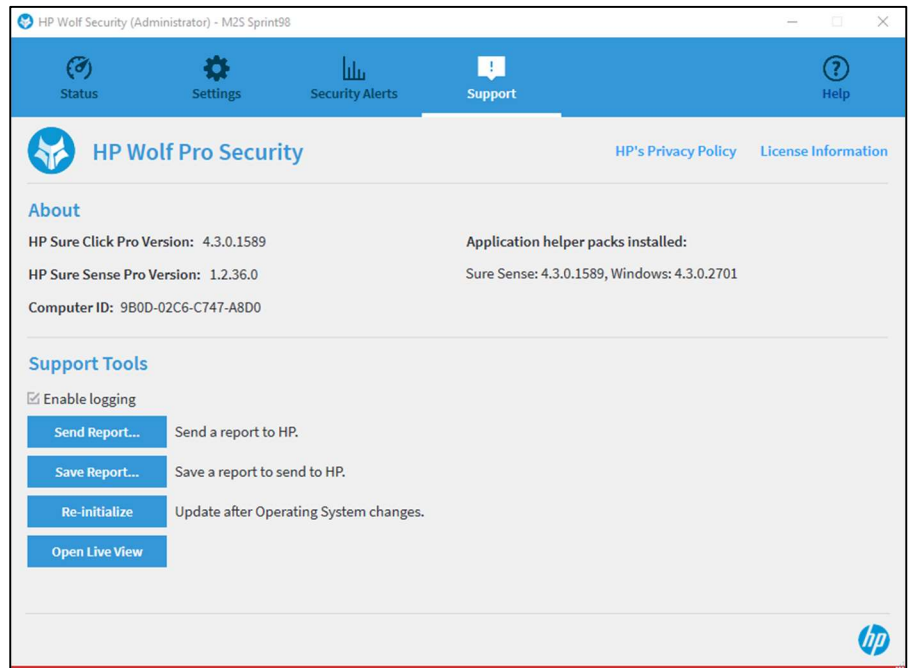 HP Wolf Security (Administrator) - M2S Sprint98
Status
Settings
Security Alerts
Support
Help
HP Wolf Pro Security
HP's Privacy Policy
License Information
About
HP Sure Click Pro Version: 4.3.0.1589
Application helper packs installed:
HP Sure Sense Pro Version: 1.2.36.0
Sure Sense: 4.3.0.1589, Windows: 4.3.0.2701
Computer ID: 9B0D-02C6-C747-A8D0
Support Tools
Enable logging
Send Report... Send a report to HP.
Save Report... Save a report to send to HP.
Re-initialize Update after Operating System changes.
Open Live View
hp